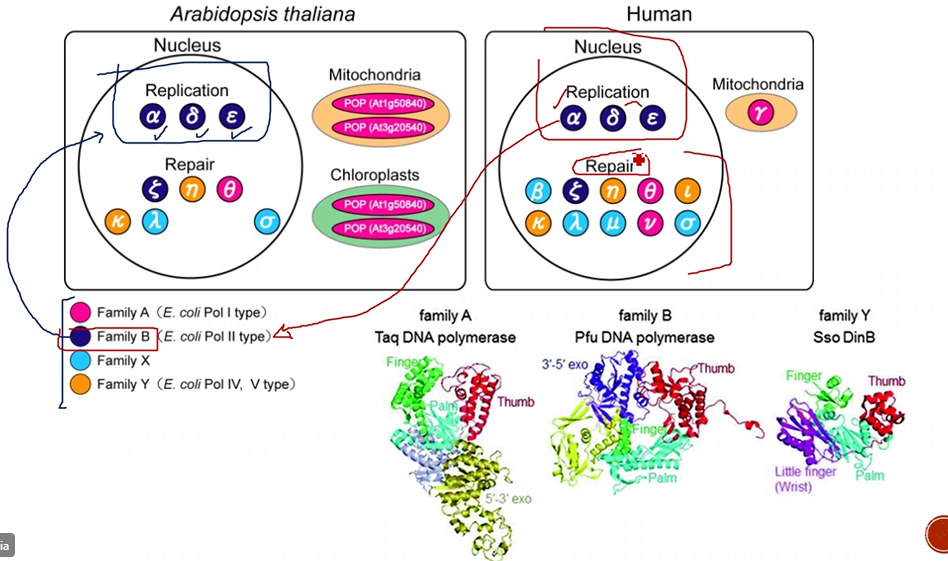 Arabidopsis thaliana
Nucleus
Replication
α δ ε
Repair
ζ η θ
κ λ σ
Mitochondria
POP (At1g50840)
POP (At3g20540)
Chloroplasts
POP (At1g50840)
POP (At3g20540)
Human
Nucleus
Replication
α δ ε
Repair
β ζ η θ ι
κ λ μ ν σ
Mitochondria
γ
Family A (E. coli Pol I type)
Family B (E. coli Pol II type)
Family X
Family Y (E. coli Pol IV, V type)
family A
Taq DNA polymerase
Finger
Thumb
Palm
5'-3' exo
family B
Pfu DNA polymerase
3'-5' exo
Thumb
Finger
Palm
family Y
Sso DinB
Finger
Thumb
Little finger
(Wrist)
Palm
ia